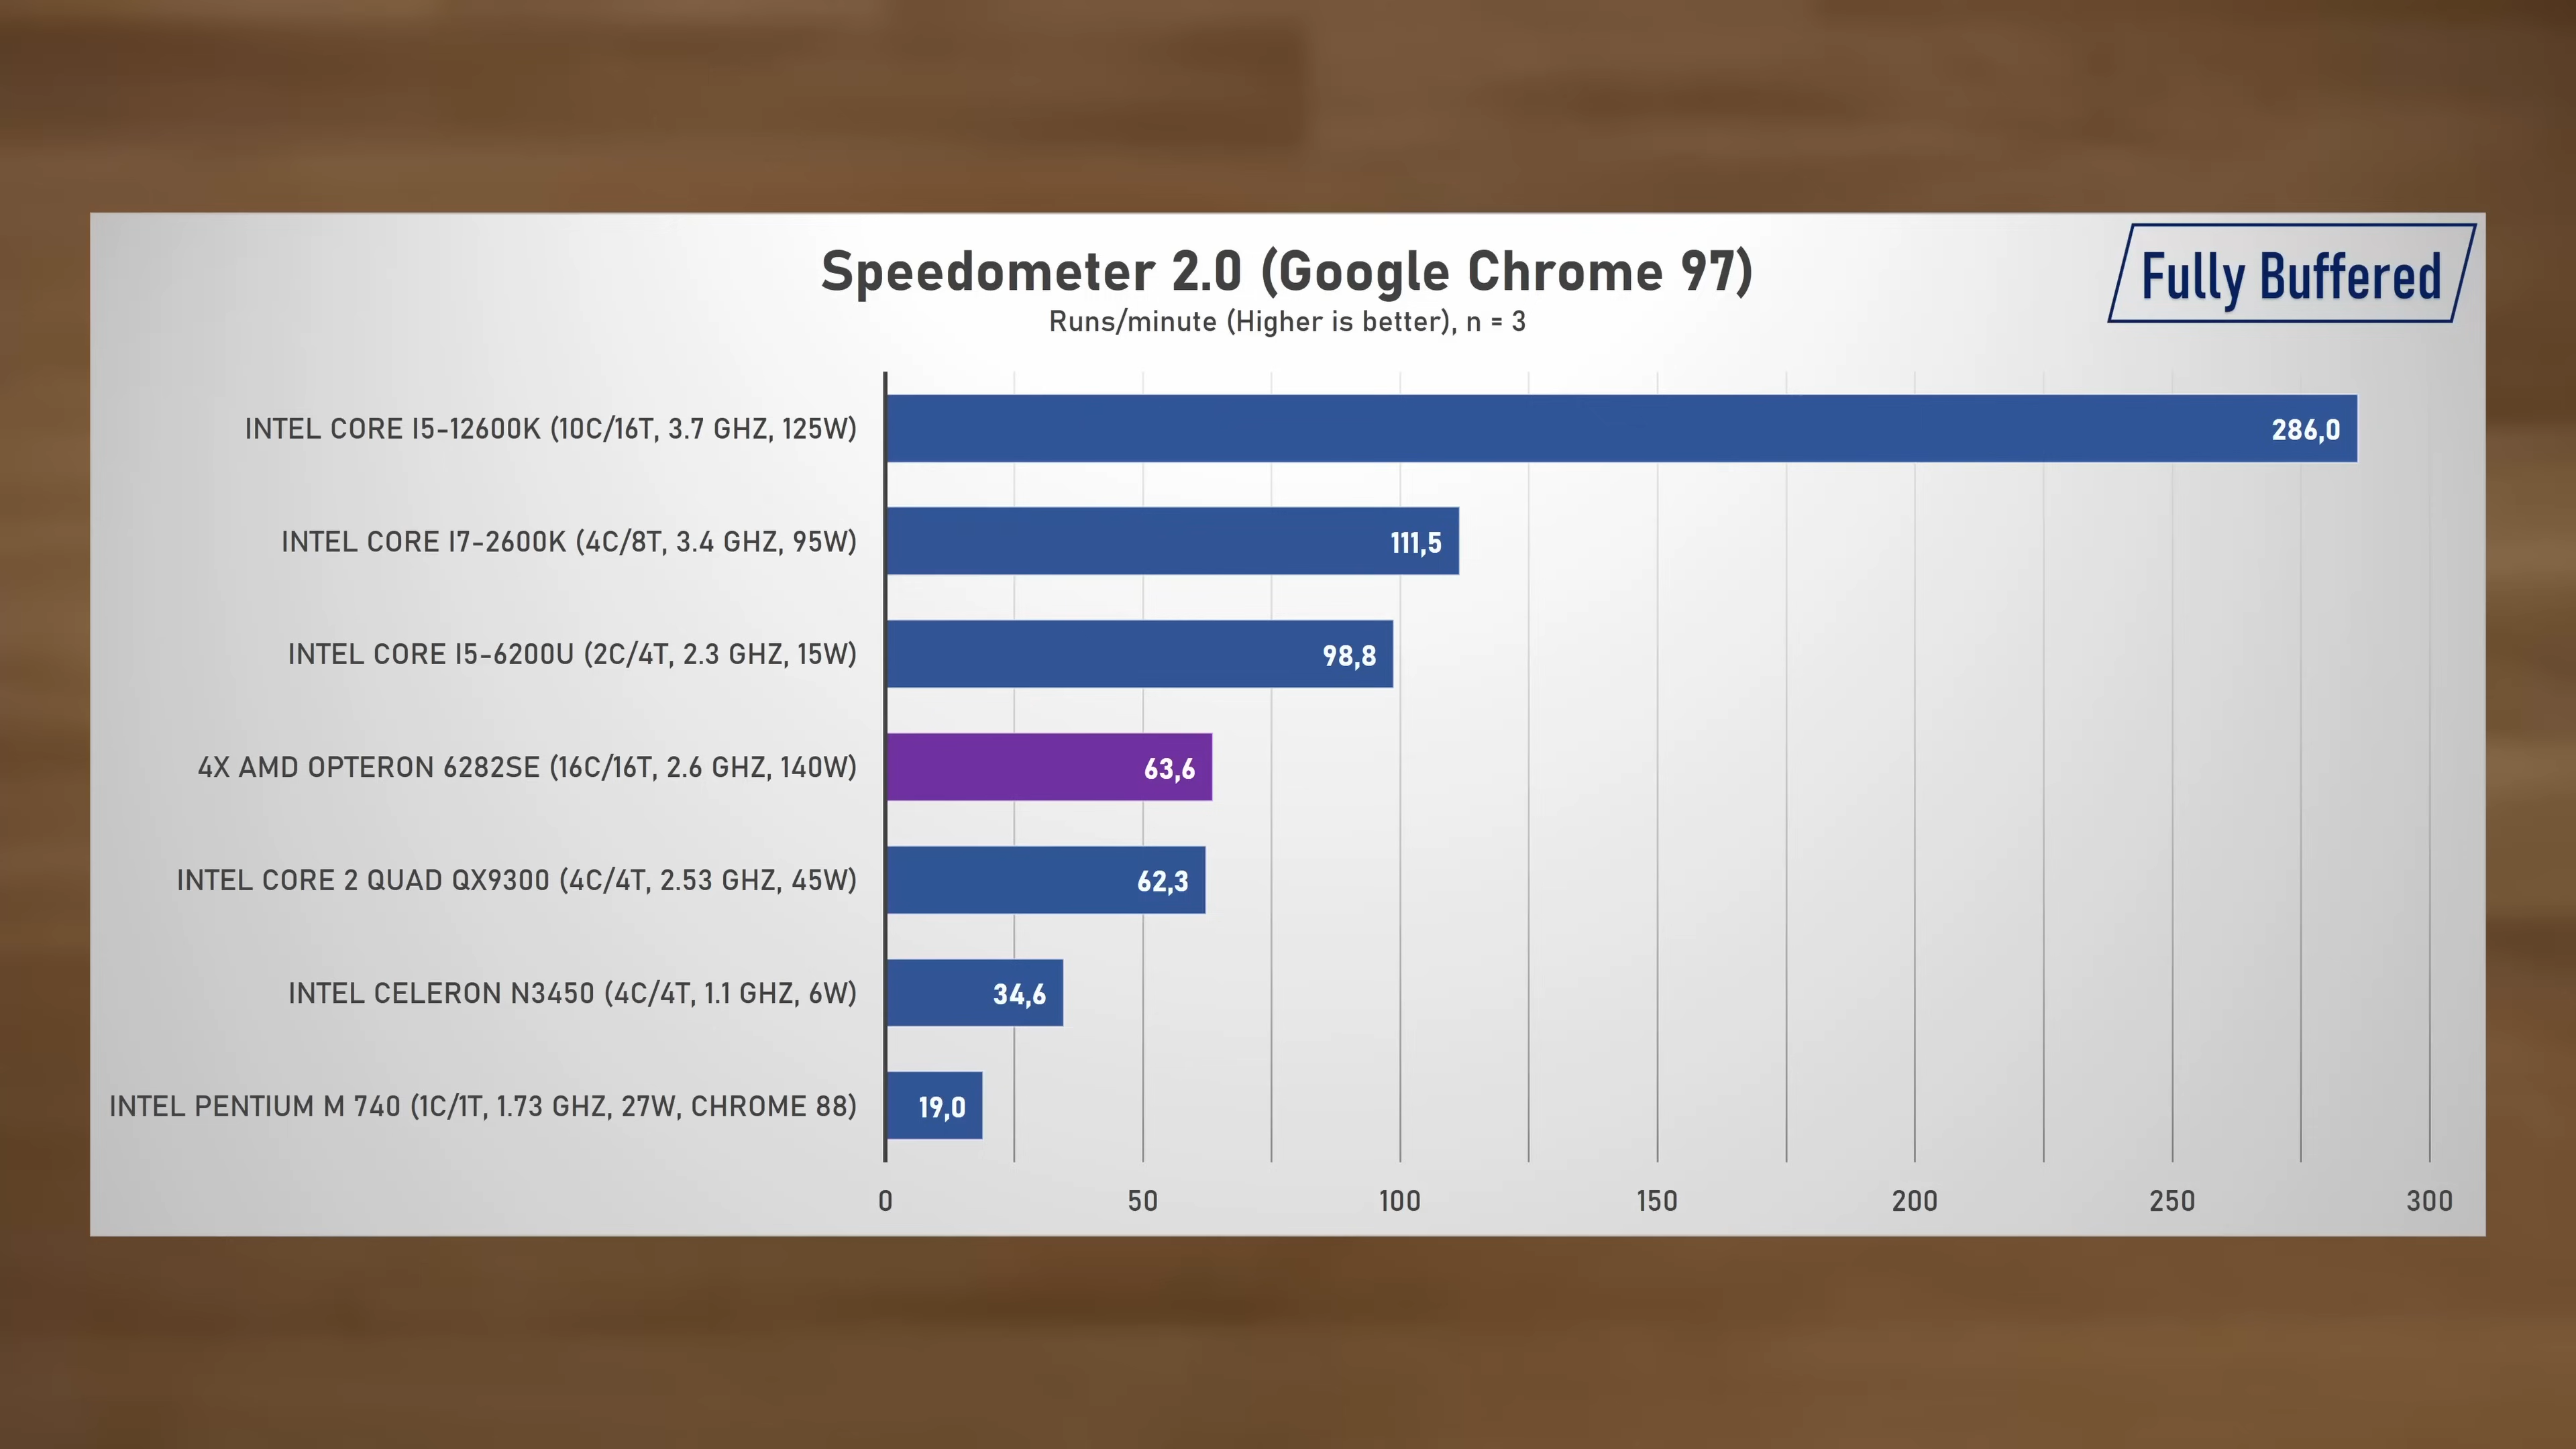 Speedometer 2.0 (Google Chrome 97)
Fully Buffered
Runs/minute (Higher is better), n = 3
INTEL CORE I5-12600K (10C/16T, 3.7 GHZ, 125W)
286,0
INTEL CORE I7-2600K (4C/8T, 3.4 GHZ, 95W)
111,5
INTEL CORE I5-6200U (2C/4T, 2.3 GHZ, 15W)
98,8
4X AMD OPTERON 6282SE (16C/16T, 2.6 GHZ, 140W)
63,6
INTEL CORE 2 QUAD QX9300 (4C/4T, 2.53 GHZ, 45W)
62,3
INTEL CELERON N3450 (4C/4T, 1.1 GHZ, 6W)
34,6
INTEL PENTIUM M 740 (1C/1T, 1.73 GHZ, 27W, CHROME 88)
19,0
0 50 100 150 200 250 300